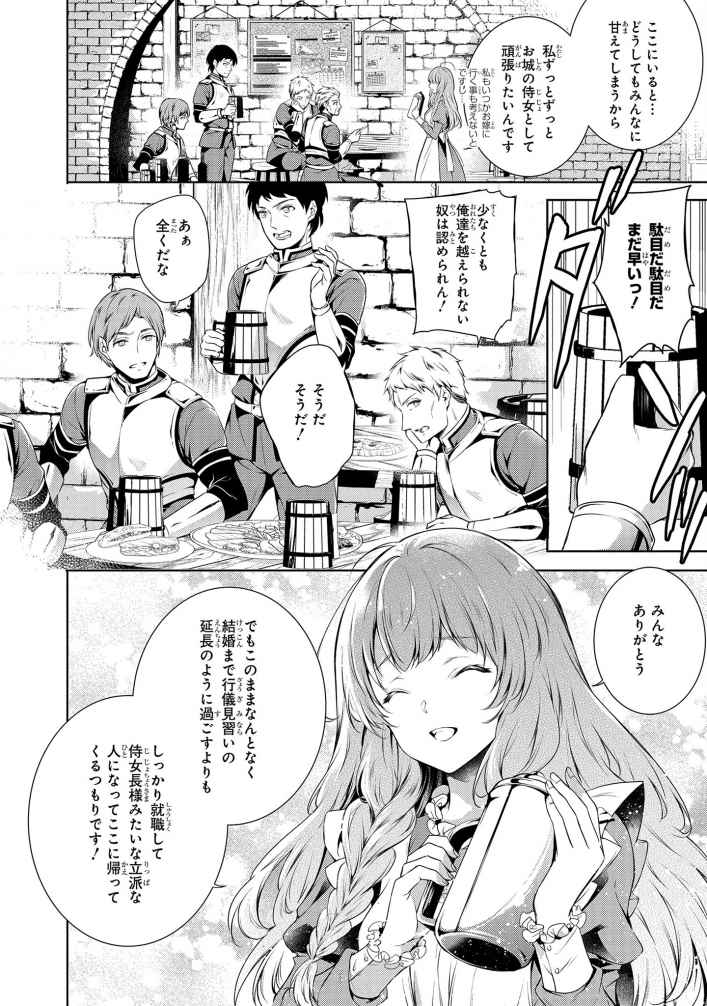 ここにいると…
どうしてもみんなに
甘えてしまうから
私ずっとずっと
お城の侍女として
頑張りたいんです
私もいつかお嫁に
行く事も考えないと
ですし
駄目だ駄目だ
まだ早いっ！
ダッ
少なくとも
俺達を越えられない
奴は認められん！
あぁ
全くだな
そうだ
そうだ！
みんな
ありがとう
でもこのままなんとなく
結婚まで行儀見習いの
延長のように過ごすよりも
しっかり就職して
侍女長様みたいな立派な
人になってここに帰って
くるつもりです！